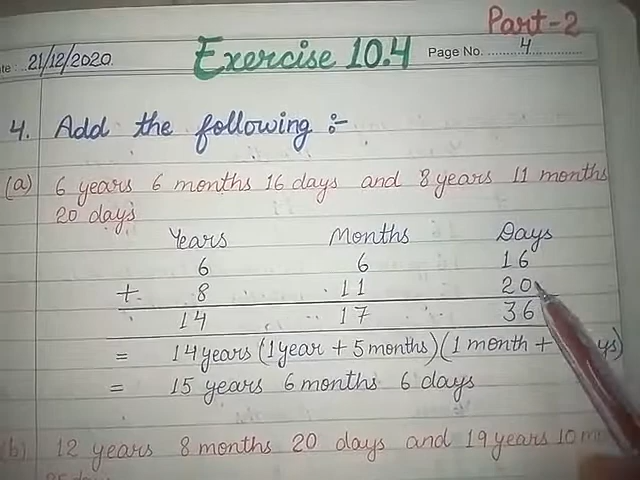 Part-2
te : 21/12/2020. Exercise 10.4 Page No. 4
4. Add the following :-
(a) 6 years 6 months 16 days and 8 years 11 months
20 days
Years Months Days
6 6 16
+ 8 11 20
14 17 36
= 14 years (1 year + 5 months) (1 month + ys)
= 15 years 6 months 6 days
(b) 12 years 8 months 20 days and 19 years 10 m